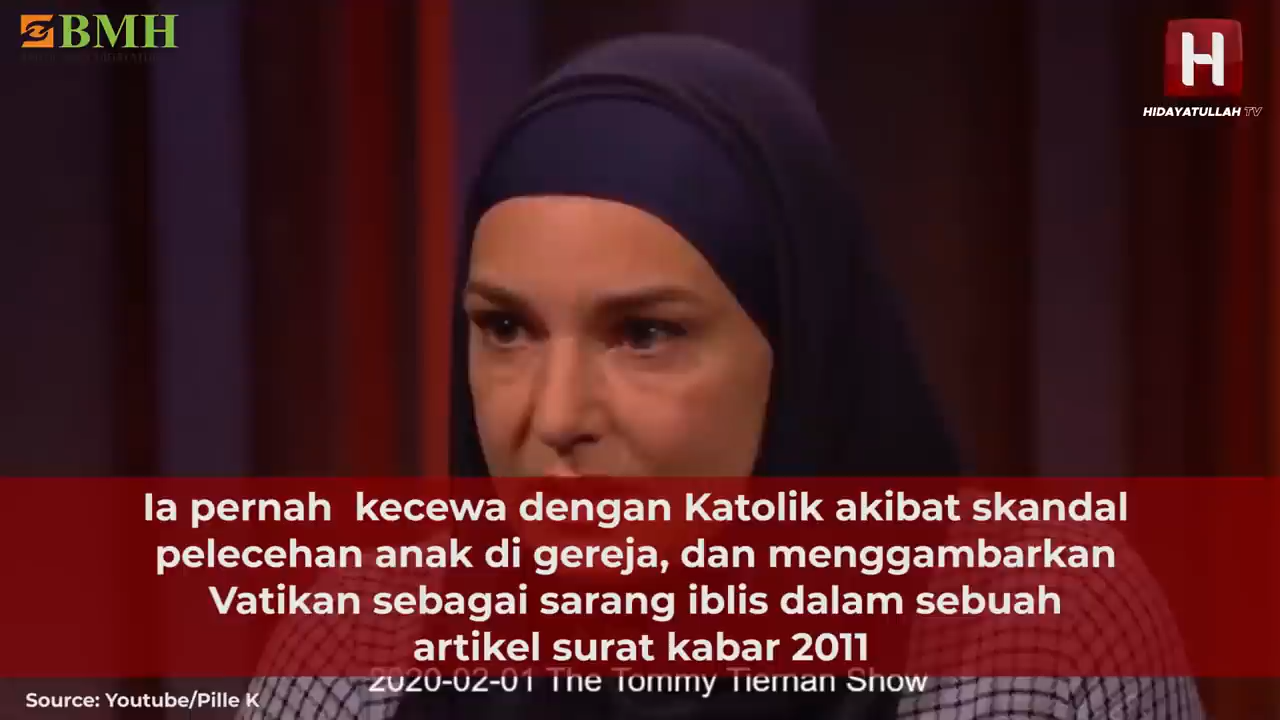 BMH
H
HIDAYATULLAH TV
Ia pernah kecewa dengan Katolik akibat skandal
pelecehan anak di gereja, dan menggambarkan
Vatikan sebagai sarang iblis dalam sebuah
artikel surat kabar 2011
2020-02-01 The Tommy Tiernan Show
Source: Youtube/Pille K